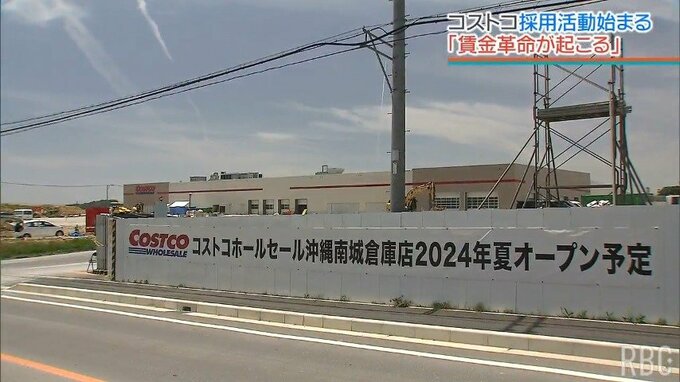 コストコ採用活動始まる
「賃金革命が起こる」
COSTCO
COSTCO
WHOLESALE
コストコホールセール沖縄南城倉庫店2024年夏オープン予定
RBC